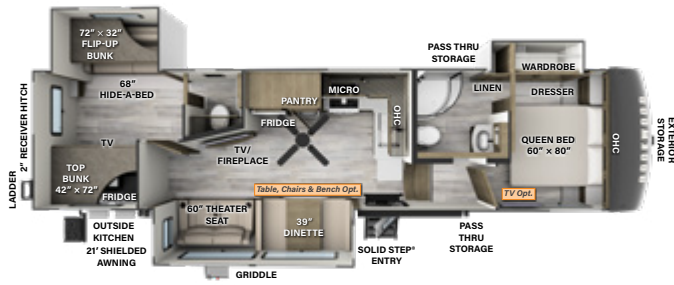 72" × 32"
FLIP-UP
BUNK
68"
HIDE-A-BED
LADDER
2" RECEIVER HITCH
TV
TOP
BUNK
42" × 72"
FRIDGE
OUTSIDE
KITCHEN
21' SHIELDED
AWNING
PANTRY
MICRO
OHC
FRIDGE
TV/
FIREPLACE
Table, Chairs & Bench Opt.
60" THEATER
SEAT
39"
DINETTE
GRIDDLE
SOLID STEP®
ENTRY
PASS THRU
STORAGE
LINEN
WARDROBE
DRESSER
QUEEN BED
60" × 80"
OHC
TV Opt.
PASS
THRU
STORAGE
EXTERIOR
STORAGE